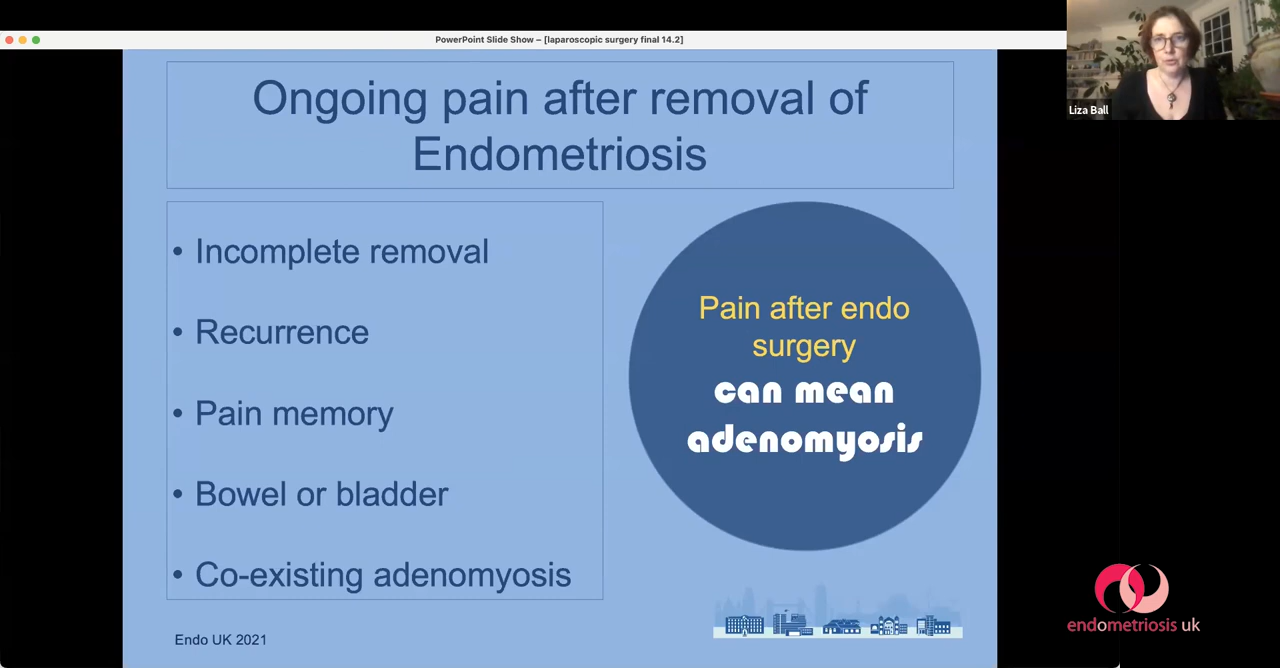 PowerPoint Slide Show – [laparoscopic surgery final 14.2]
Liza Ball
Ongoing pain after removal of
Endometriosis
• Incomplete removal
• Recurrence
• Pain memory
• Bowel or bladder
• Co-existing adenomyosis
Pain after endo
surgery
can mean
adenomyosis
Endo UK 2021
endometriosis uk